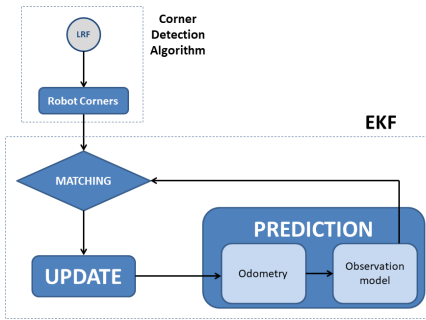 LRF
Corner
Detection
Algorithm
Robot Corners
EKF
MATCHING
PREDICTION
UPDATE
Odometry
Observation
model